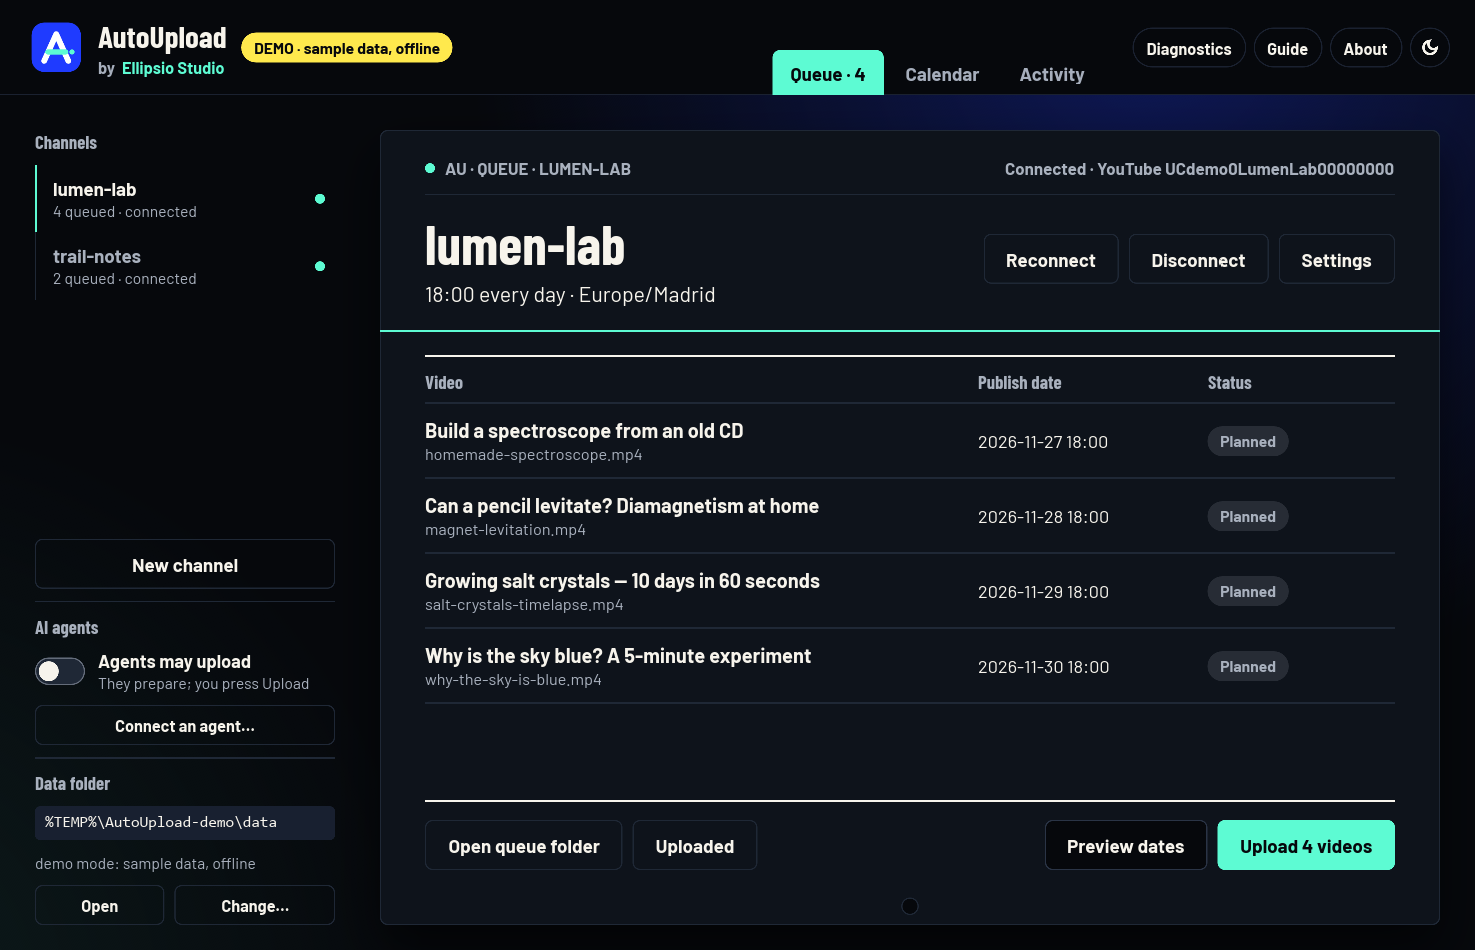 AutoUpload
by Ellipsio Studio
DEMO · sample data, offline
Queue · 4
Calendar
Activity
Diagnostics
Guide
About
Channels
lumen-lab
4 queued · connected
trail-notes
2 queued · connected
New channel
AI agents
Agents may upload
They prepare; you press Upload
Connect an agent...
Data folder
%TEMP%\AutoUpload-demo\data
demo mode: sample data, offline
Open
Change...
AU · QUEUE · LUMEN-LAB
Connected · YouTube UCdemo0LumenLab00000000
lumen-lab
18:00 every day · Europe/Madrid
Reconnect
Disconnect
Settings
Video
Publish date
Status
Build a spectroscope from an old CD
homemade-spectroscope.mp4
2026-11-27 18:00
Planned
Can a pencil levitate? Diamagnetism at home
magnet-levitation.mp4
2026-11-28 18:00
Planned
Growing salt crystals — 10 days in 60 seconds
salt-crystals-timelapse.mp4
2026-11-29 18:00
Planned
Why is the sky blue? A 5-minute experiment
why-the-sky-is-blue.mp4
2026-11-30 18:00
Planned
Open queue folder
Uploaded
Preview dates
Upload 4 videos